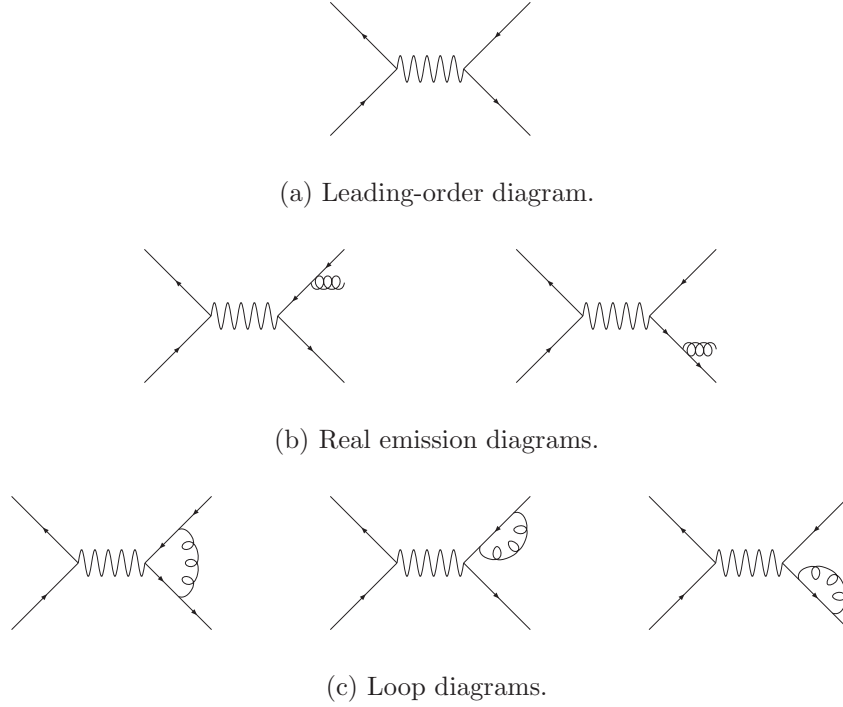 (a) Leading-order diagram.
(b) Real emission diagrams.
(c) Loop diagrams.